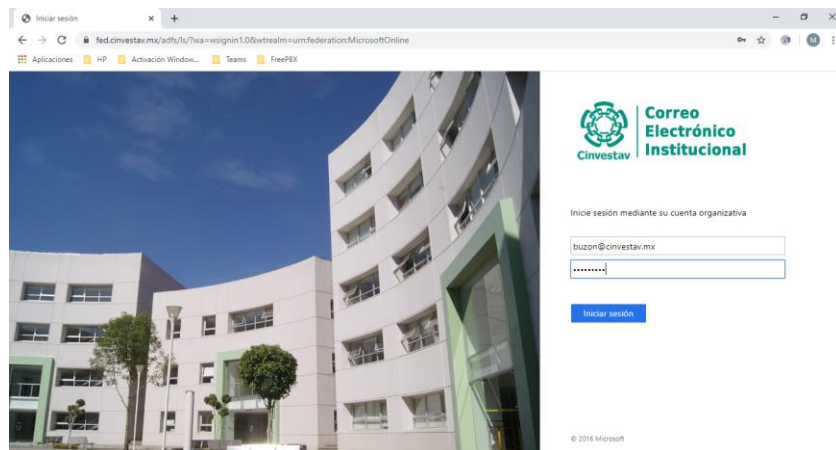 Iniciar sesión
fed.cinvestav.mx/adfs/ls/?wa=wsignin1.0&wtrealm=urn:federation:MicrosoftOnline
M
Aplicaciones HP Activación Window... Teams FreePBX
Correo
Electrónico
Institucional
Cinvestav
Inicie sesión mediante su cuenta organizativa
buzon@cinvestav.mx
•••••••••
Iniciar sesión
© 2016 Microsoft